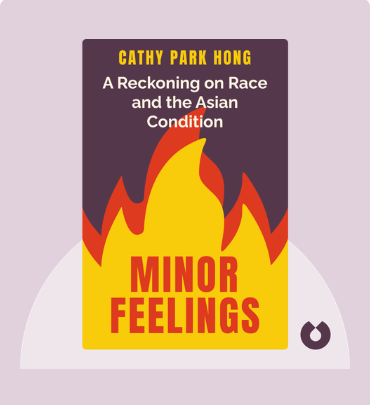 CATHY PARK HONG
A Reckoning on Race
and the Asian
Condition
MINOR
FEELINGS